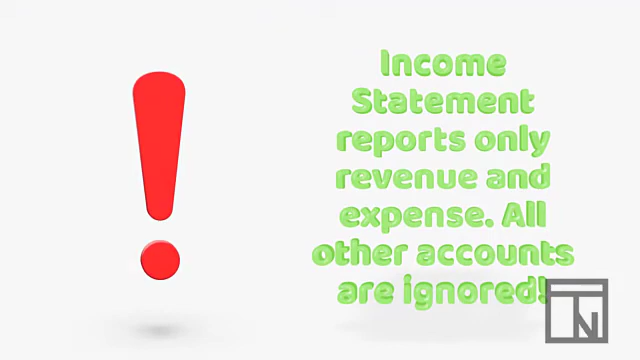 Income
Statement
reports only
revenue and
expense. All
other accounts
are ignored!